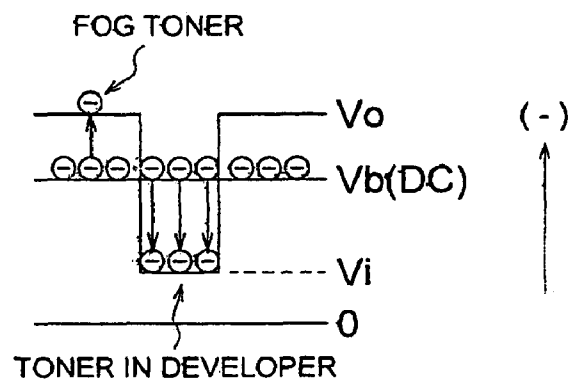 FOG TONER
Vo
(-)
Vb(DC)
Vi
0
TONER IN DEVELOPER